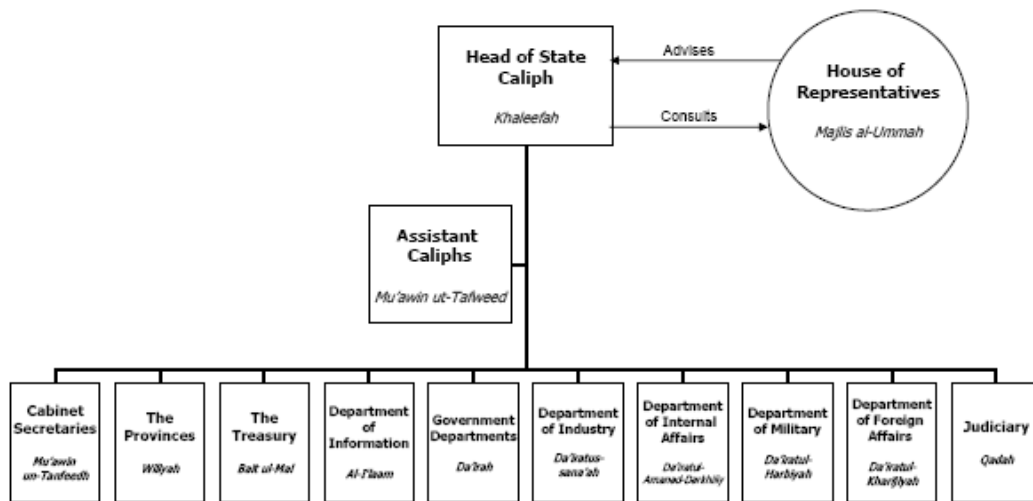 Head of State
Caliph
Khaleefah
Advises
Consults
House of
Representatives
Majlis al-Ummah
Assistant
Caliphs
Mu'awin ut-Tafweed
Cabinet
Secretaries
Mu'awin
un-Tanfeedh
The
Provinces
Wiliyah
The
Treasury
Bait ul-Mal
Department
of
Information
Al-I'laam
Government
Departments
Da'irah
Department
of Industry
Da'iratus-
sana'ah
Department
of Internal
Affairs
Da'iratul-
Department
of Military
Da'iratul-
Harbiyah
Department
of Foreign
Affairs
Da'iratul-
Kharijiyah
Judiciary
Qadah